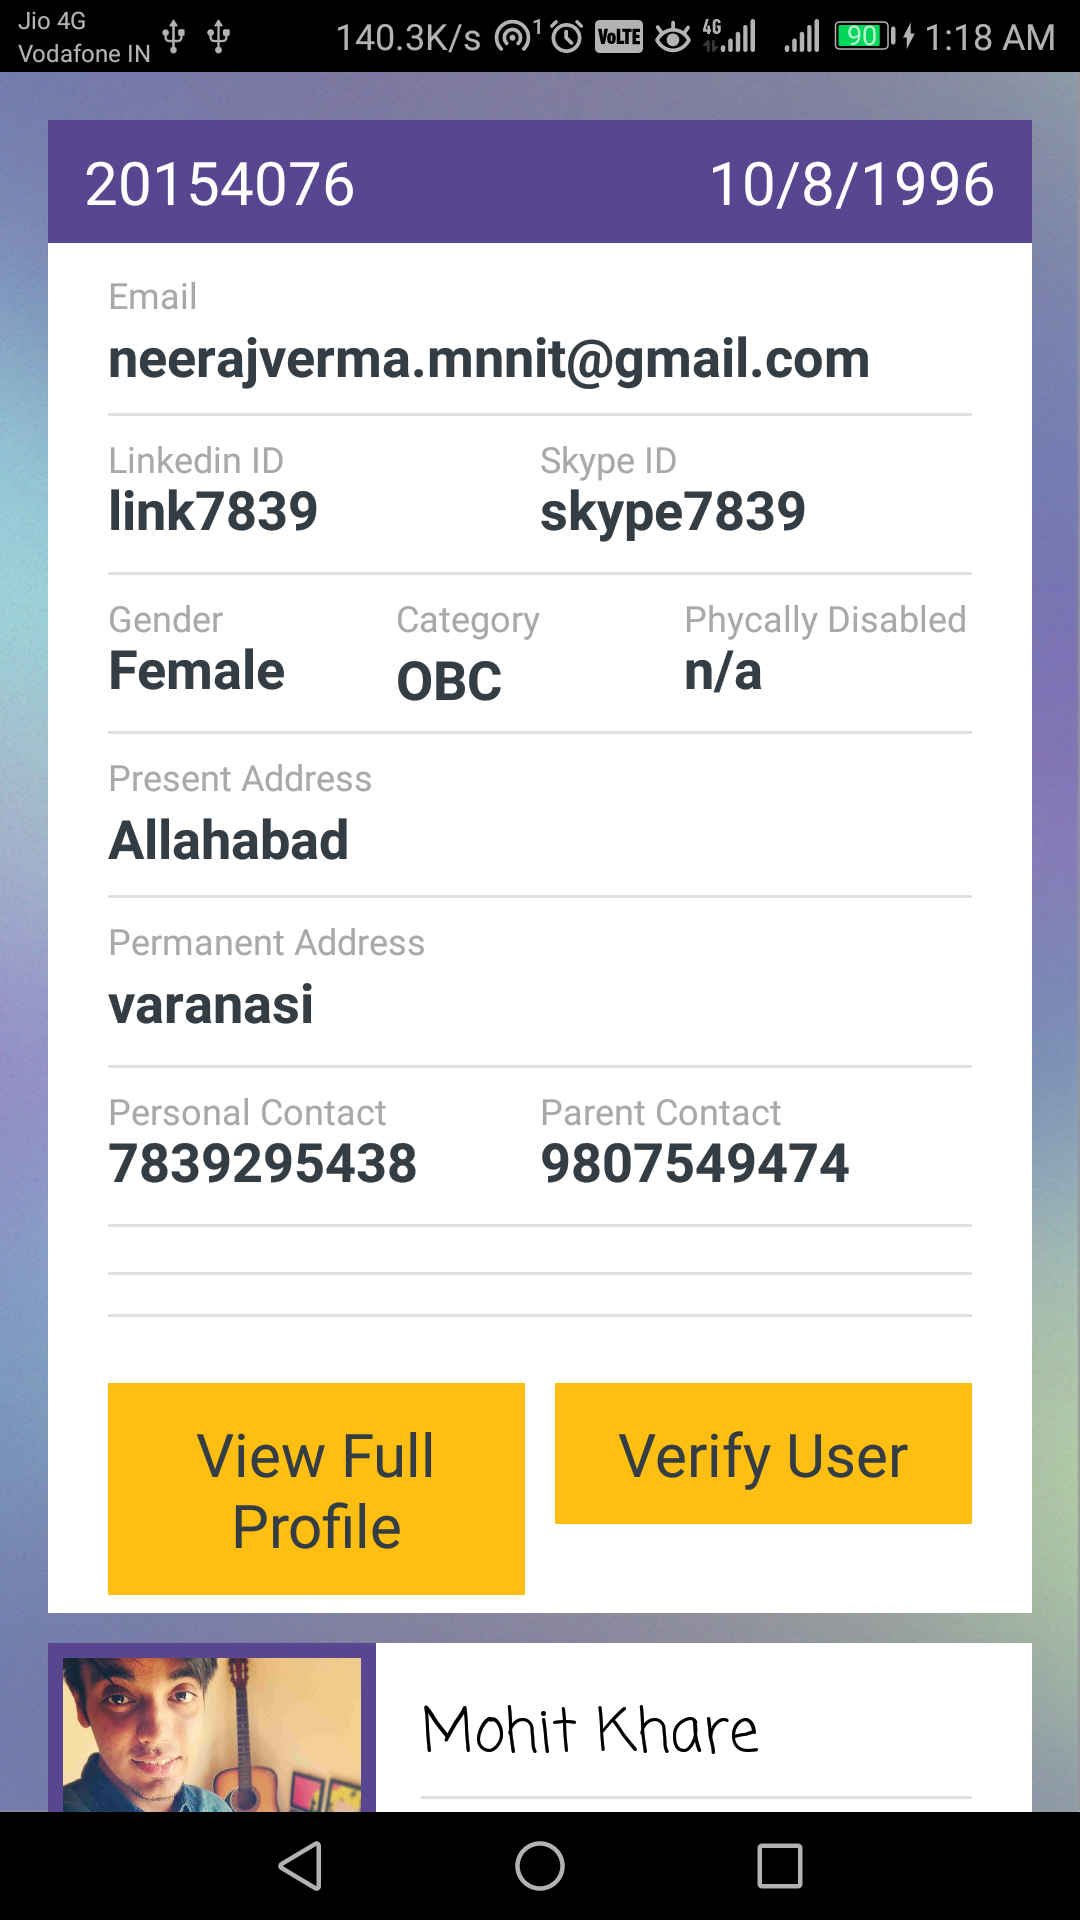 Jio 4G
Vodafone IN
140.3K/s 1 VoLTE 4G 90 1:18 AM
20154076 10/8/1996
Email
neerajverma.mnnit@gmail.com
Linkedin ID Skype ID
link7839 skype7839
Gender Category Phycally Disabled
Female OBC n/a
Present Address
Allahabad
Permanent Address
varanasi
Personal Contact Parent Contact
7839295438 9807549474
View Full Verify User
Profile
Mohit Khare